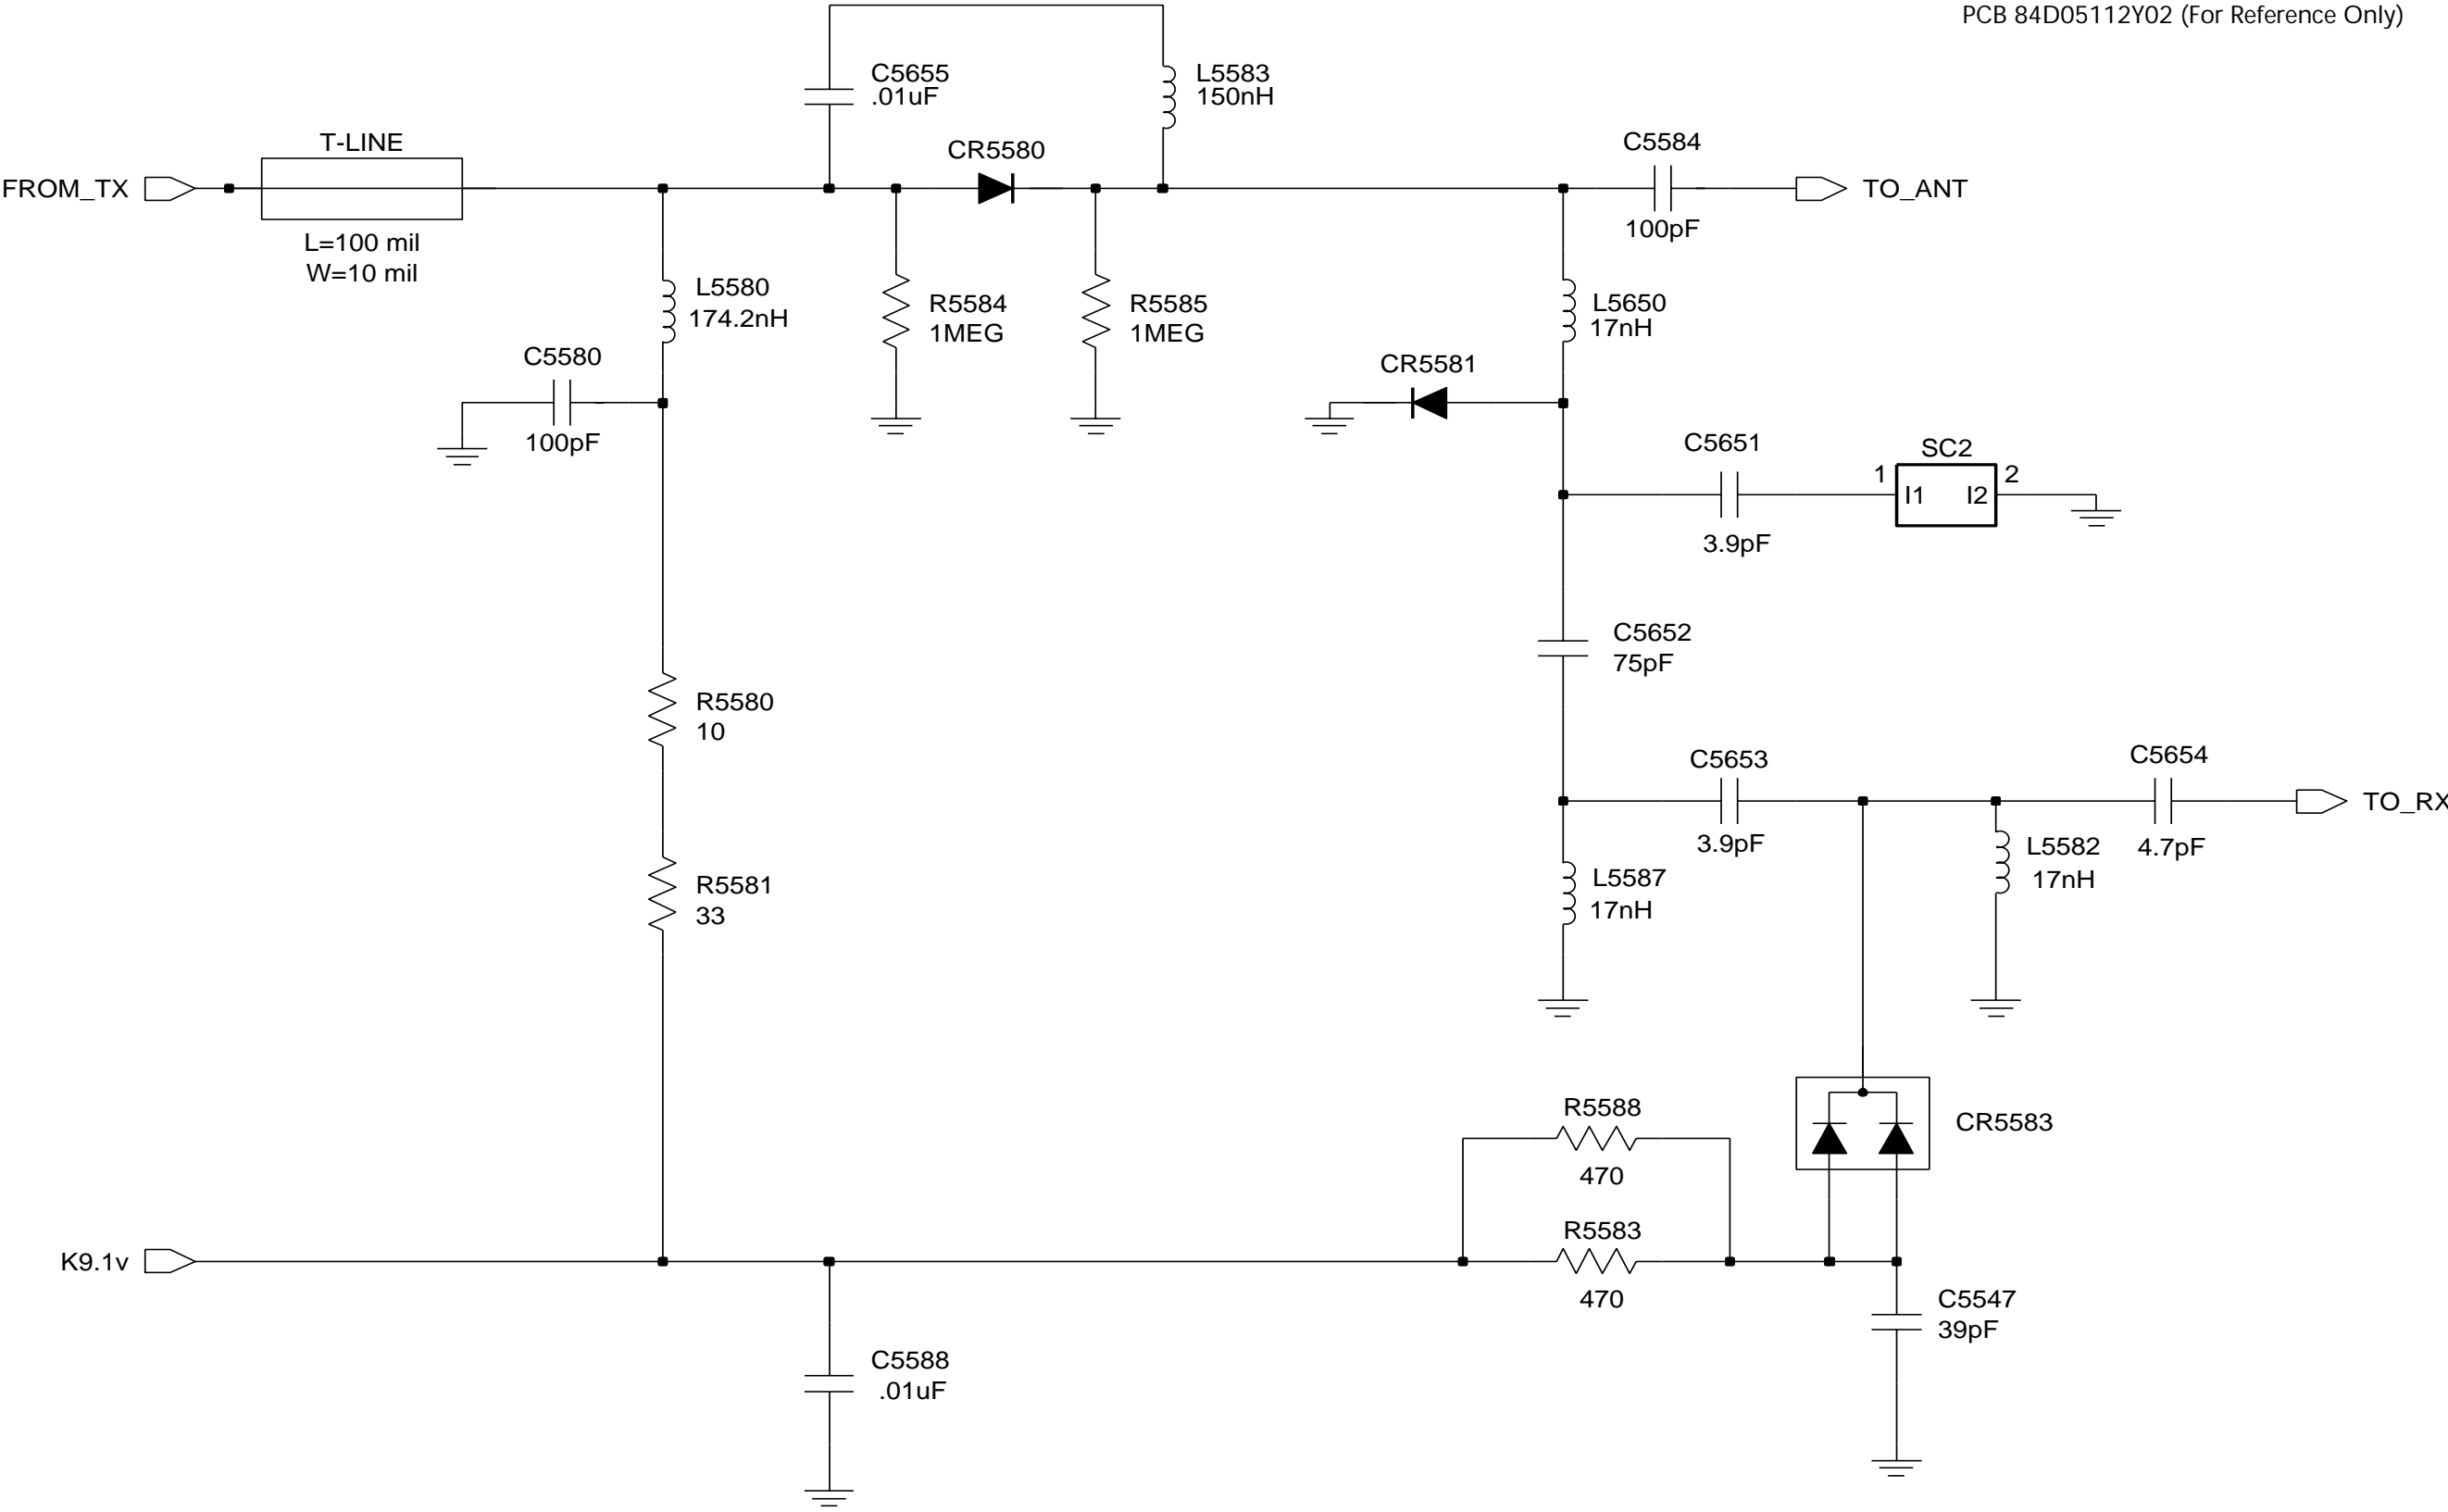 PCB 84D05112Y02 (For Reference Only)
C5655
.01uF
L5583
150nH
T-LINE
CR5580
C5584
FROM_TX
TO_ANT
100pF
L=100 mil
W=10 mil
L5580
174.2nH
R5584
1MEG
R5585
1MEG
L5650
17nH
C5580
100pF
CR5581
C5651
3.9pF
SC2
1
I1
I2
2
C5652
75pF
R5580
10
C5653
3.9pF
C5654
4.7pF
TO_RX
L5582
17nH
R5581
33
L5587
17nH
R5588
470
CR5583
R5583
470
K9.1v
C5547
39pF
C5588
.01uF